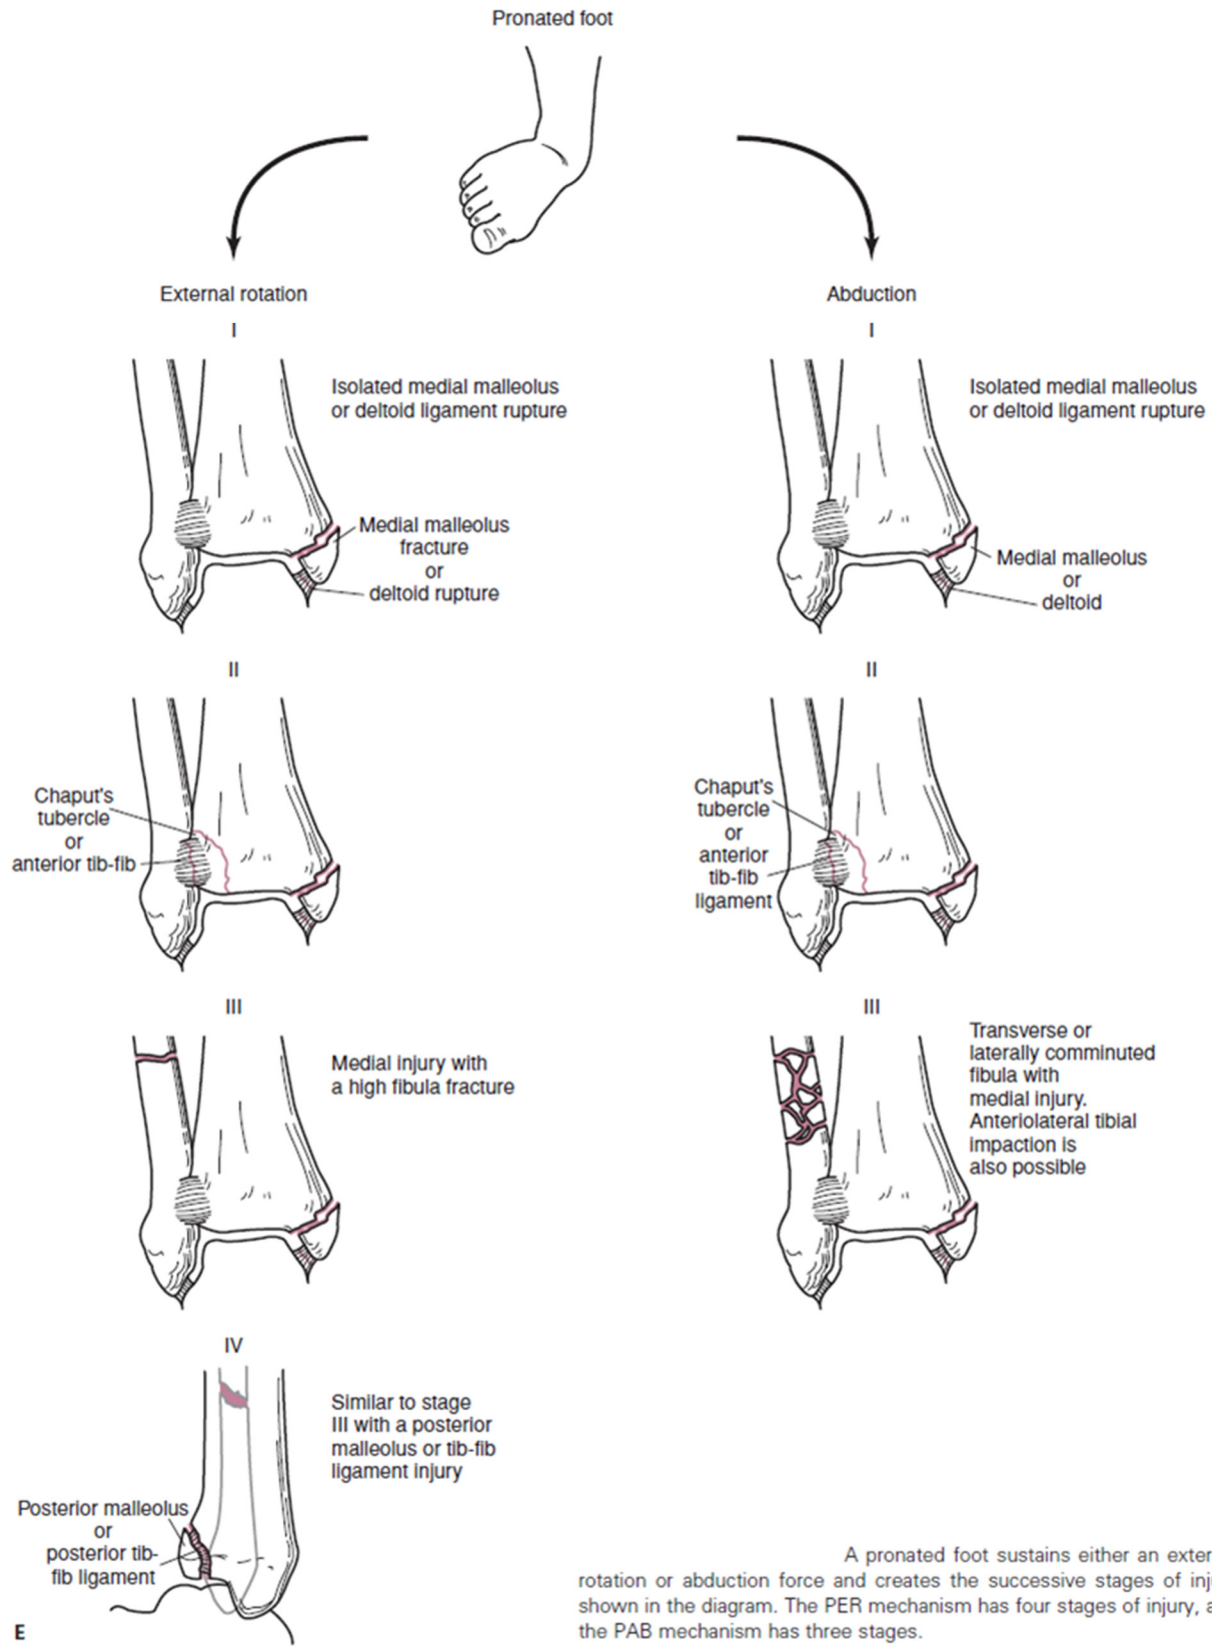 Pronated foot
External rotation
I
Isolated medial malleolus
or deltoid ligament rupture
Medial malleolus
fracture
or
deltoid rupture
II
Chaput's
tubercle
or
anterior tib-fib
III
Medial injury with
a high fibula fracture
IV
Similar to stage
III with a posterior
malleolus or tib-fib
ligament injury
Posterior malleolus
or
posterior tib-
fib ligament
E
Abduction
I
Isolated medial malleolus
or deltoid ligament rupture
Medial malleolus
or
deltoid
II
Chaput's
tubercle
or
anterior
tib-fib
ligament
III
Transverse or
laterally comminuted
fibula with
medial injury.
Anteriolateral tibial
impaction is
also possible
A pronated foot sustains either an exter
rotation or abduction force and creates the successive stages of inj
shown in the diagram. The PER mechanism has four stages of injury, a
the PAB mechanism has three stages.